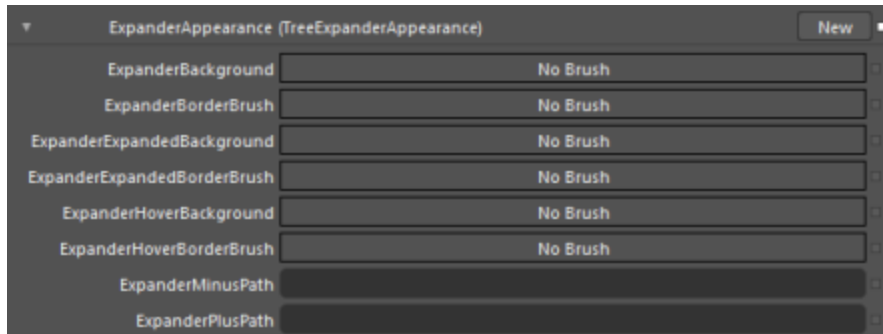 ExpanderAppearance (TreeExpanderAppearance) New
ExpanderBackground No Brush
ExpanderBorderBrush No Brush
ExpanderExpandedBackground No Brush
ExpanderExpandedBorderBrush No Brush
ExpanderHoverBackground No Brush
ExpanderHoverBorderBrush No Brush
ExpanderMinusPath
ExpanderPlusPath